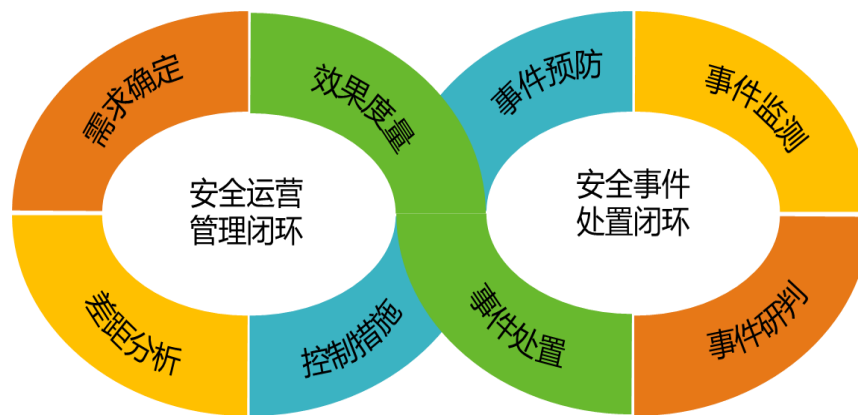 需求确定
效果度量
事件预防
事件监测
安全运营
管理闭环
安全事件
处置闭环
差距分析
控制措施
事件处置
事件研判